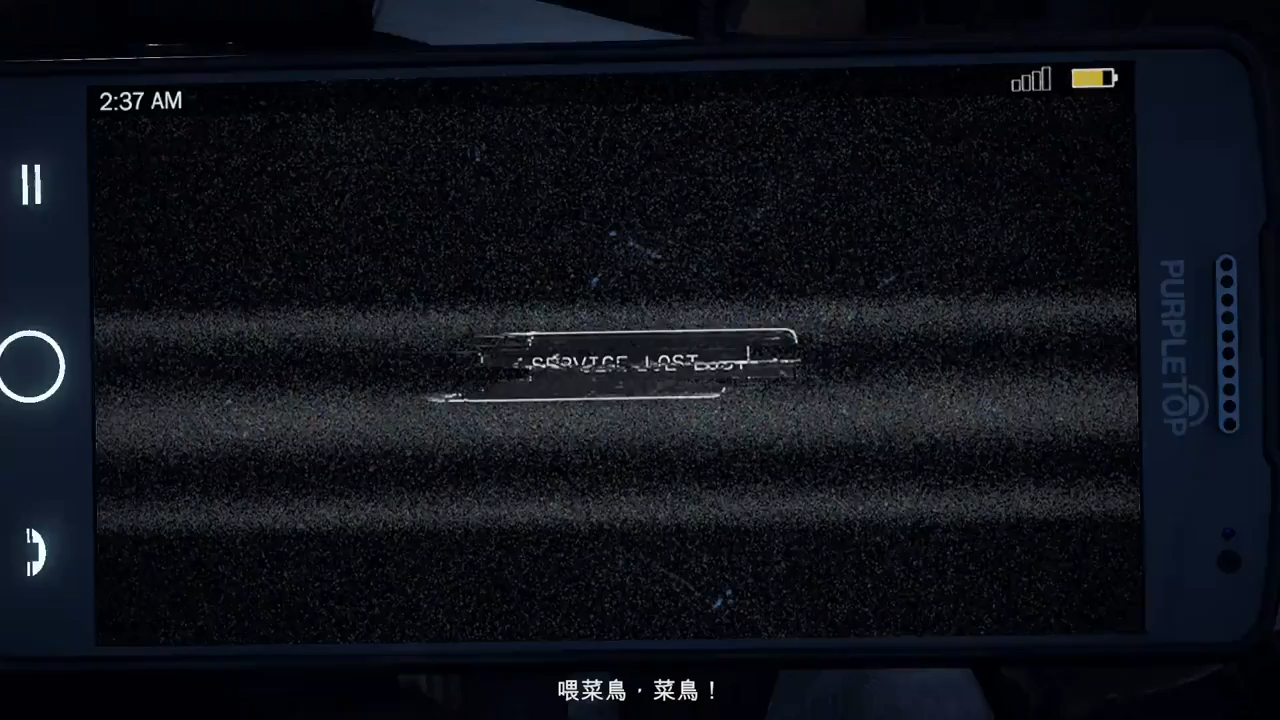 2:37 AM
SERVICE LOST
PURPLETOP
喂菜鳥，菜鳥！